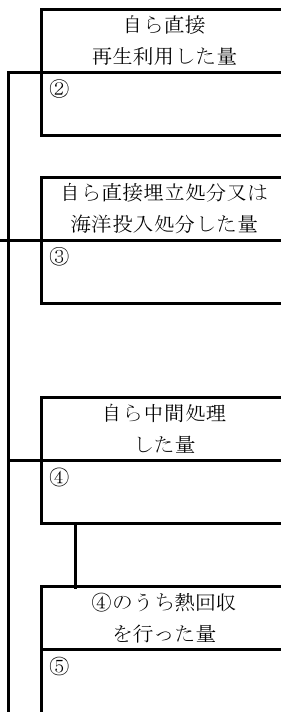 自ら直接
再生利用した量
②
自ら直接埋立処分又は
海洋投入処分した量
③
自ら中間処理
した量
④
④のうち熱回収
を行った量
⑤